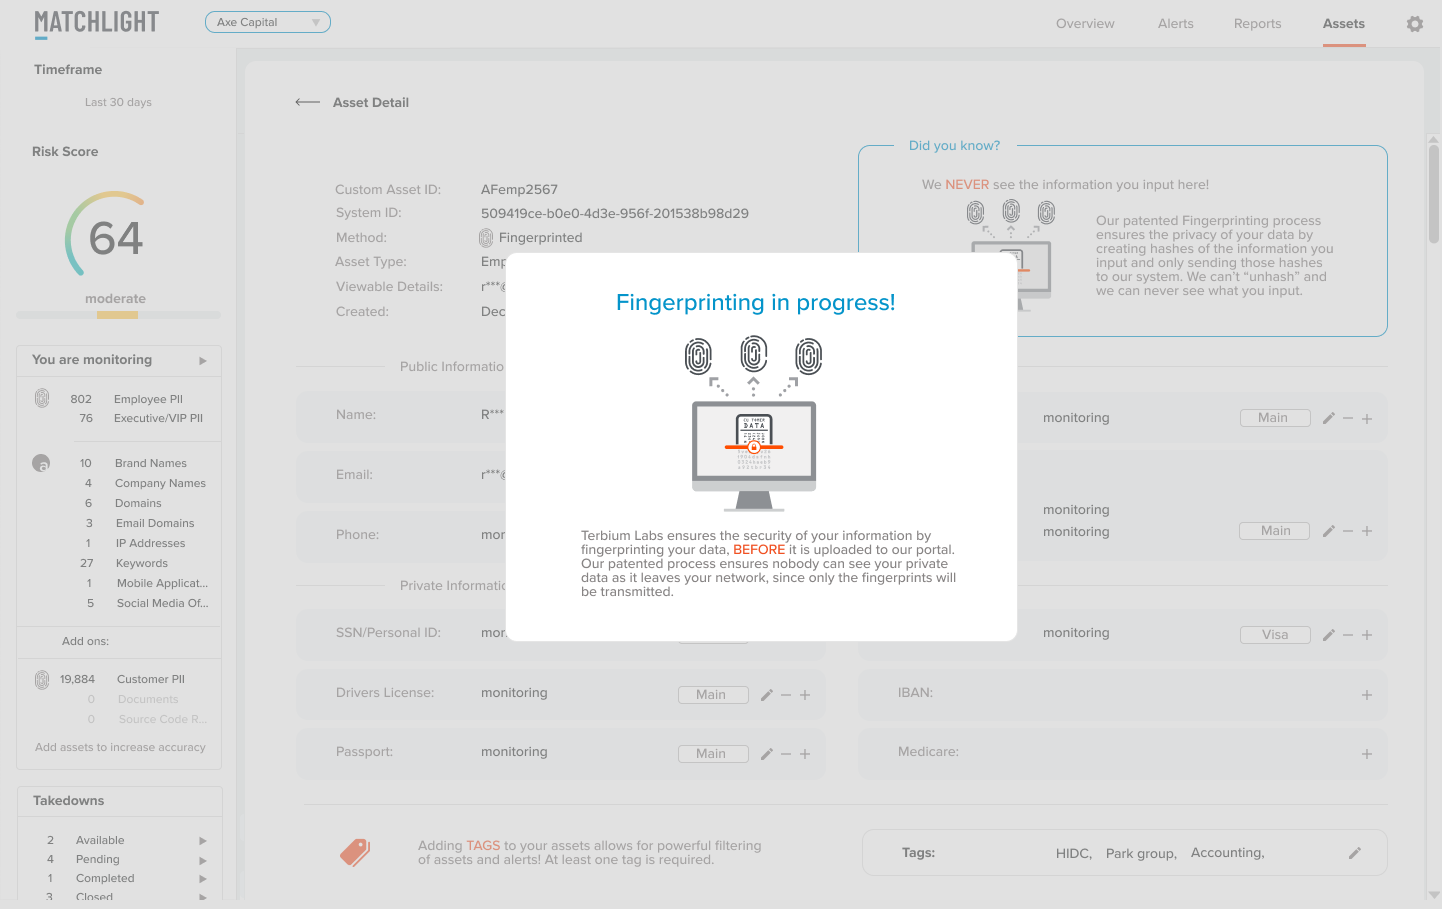 MATCHLIGHT
Axe Capital
Overview
Alerts
Reports
Assets
Timeframe
Last 30 days
Risk Score
64
moderate
You are monitoring
802 Employee PII
76 Executive/VIP PII
10 Brand Names
4 Company Names
6 Domains
3 Email Domains
1 IP Addresses
27 Keywords
1 Mobile Applicat...
5 Social Media Of...
Add ons:
19,884 Customer PII
0 Documents
0 Source Code R...
Add assets to increase accuracy
Takedowns
2 Available
4 Pending
1 Completed
3 Closed
Asset Detail
Custom Asset ID: AFemp2567
System ID: 509419ce-b0e0-4d3e-956f-201538b98d29
Method: Fingerprinted
Asset Type: Emp
Viewable Details: r***@
Created: Dec
Did you know?
We NEVER see the information you input here!
Our patented Fingerprinting process
ensures the privacy of your data by
creating hashes of the information you
input and only sending those hashes
to our system. We can't “unhash” and
we can never see what you input.
Fingerprinting in progress!
DATA
Terbium Labs ensures the security of your information by
fingerprinting your data, BEFORE it is uploaded to our portal.
Our patented process ensures nobody can see your private
data as it leaves your network, since only the fingerprints will
be transmitted.
Public Informatio
Name: R***
Email: r***@
Phone: mor
monitoring Main
monitoring
monitoring Main
Private Informatic
SSN/Personal ID: mor
monitoring Visa
Drivers License: monitoring Main
IBAN:
Passport: monitoring Main
Medicare:
Adding TAGS to your assets allows for powerful filtering
of assets and alerts! At least one tag is required.
Tags: HIDC, Park group, Accounting,